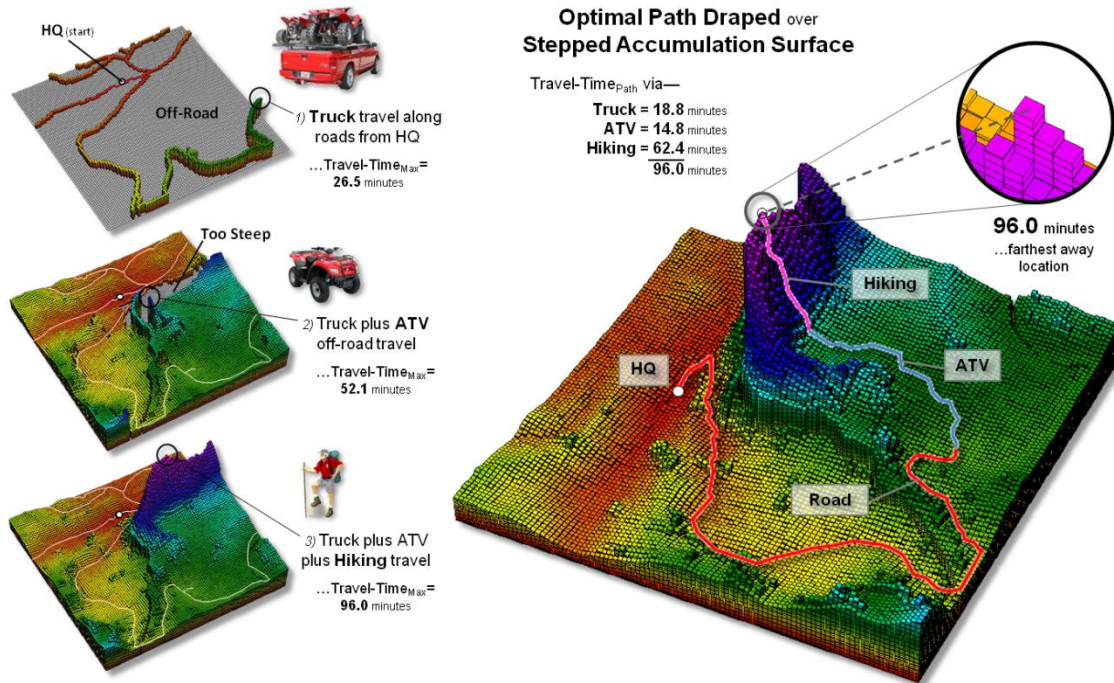 HQ (start)
Off-Road
1) Truck travel along
roads from HQ
…Travel-TimeMax=
26.5 minutes
Too Steep
2) Truck plus ATV
off-road travel
…Travel-TimeMax=
52.1 minutes
3) Truck plus ATV
plus Hiking travel
…Travel-TimeMax=
96.0 minutes
Optimal Path Draped over
Stepped Accumulation Surface
Travel-TimePath via—
Truck = 18.8 minutes
ATV = 14.8 minutes
Hiking = 62.4 minutes
96.0 minutes
96.0 minutes
…farthest away
location
Hiking
HQ
ATV
Road